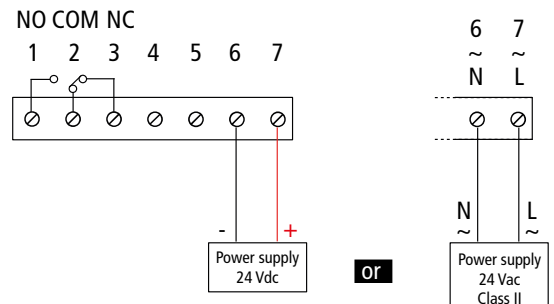 NO COM NC
1 2 3 4 5 6 7
- +
Power supply
24 Vdc
or
6 7
~ ~
N L
N L
~ ~
Power supply
24 Vac
Class II